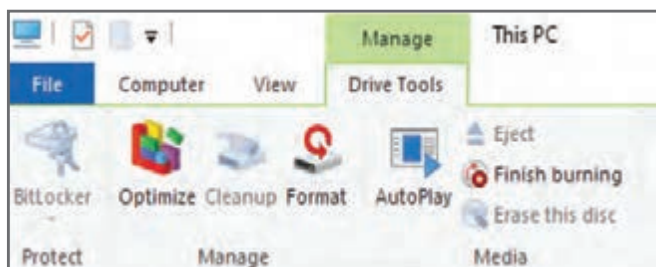 Manage This PC
File Computer View Drive Tools
Eject
Finish burning
BitLocker Optimize Cleanup Format AutoPlay
Erase this disc
Protect Manage Media